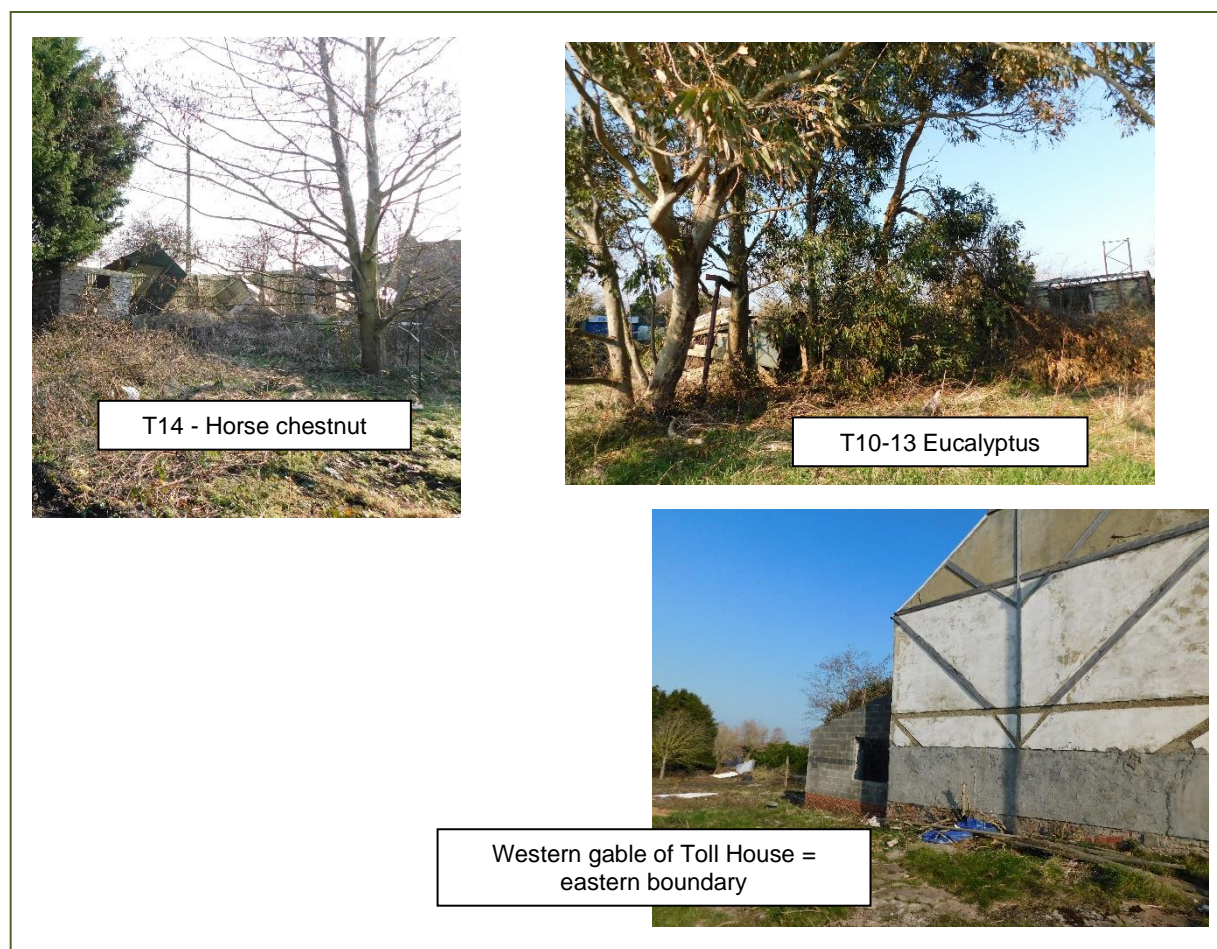 T14 - Horse chestnut
T10-13 Eucalyptus
Western gable of Toll House =
eastern boundary